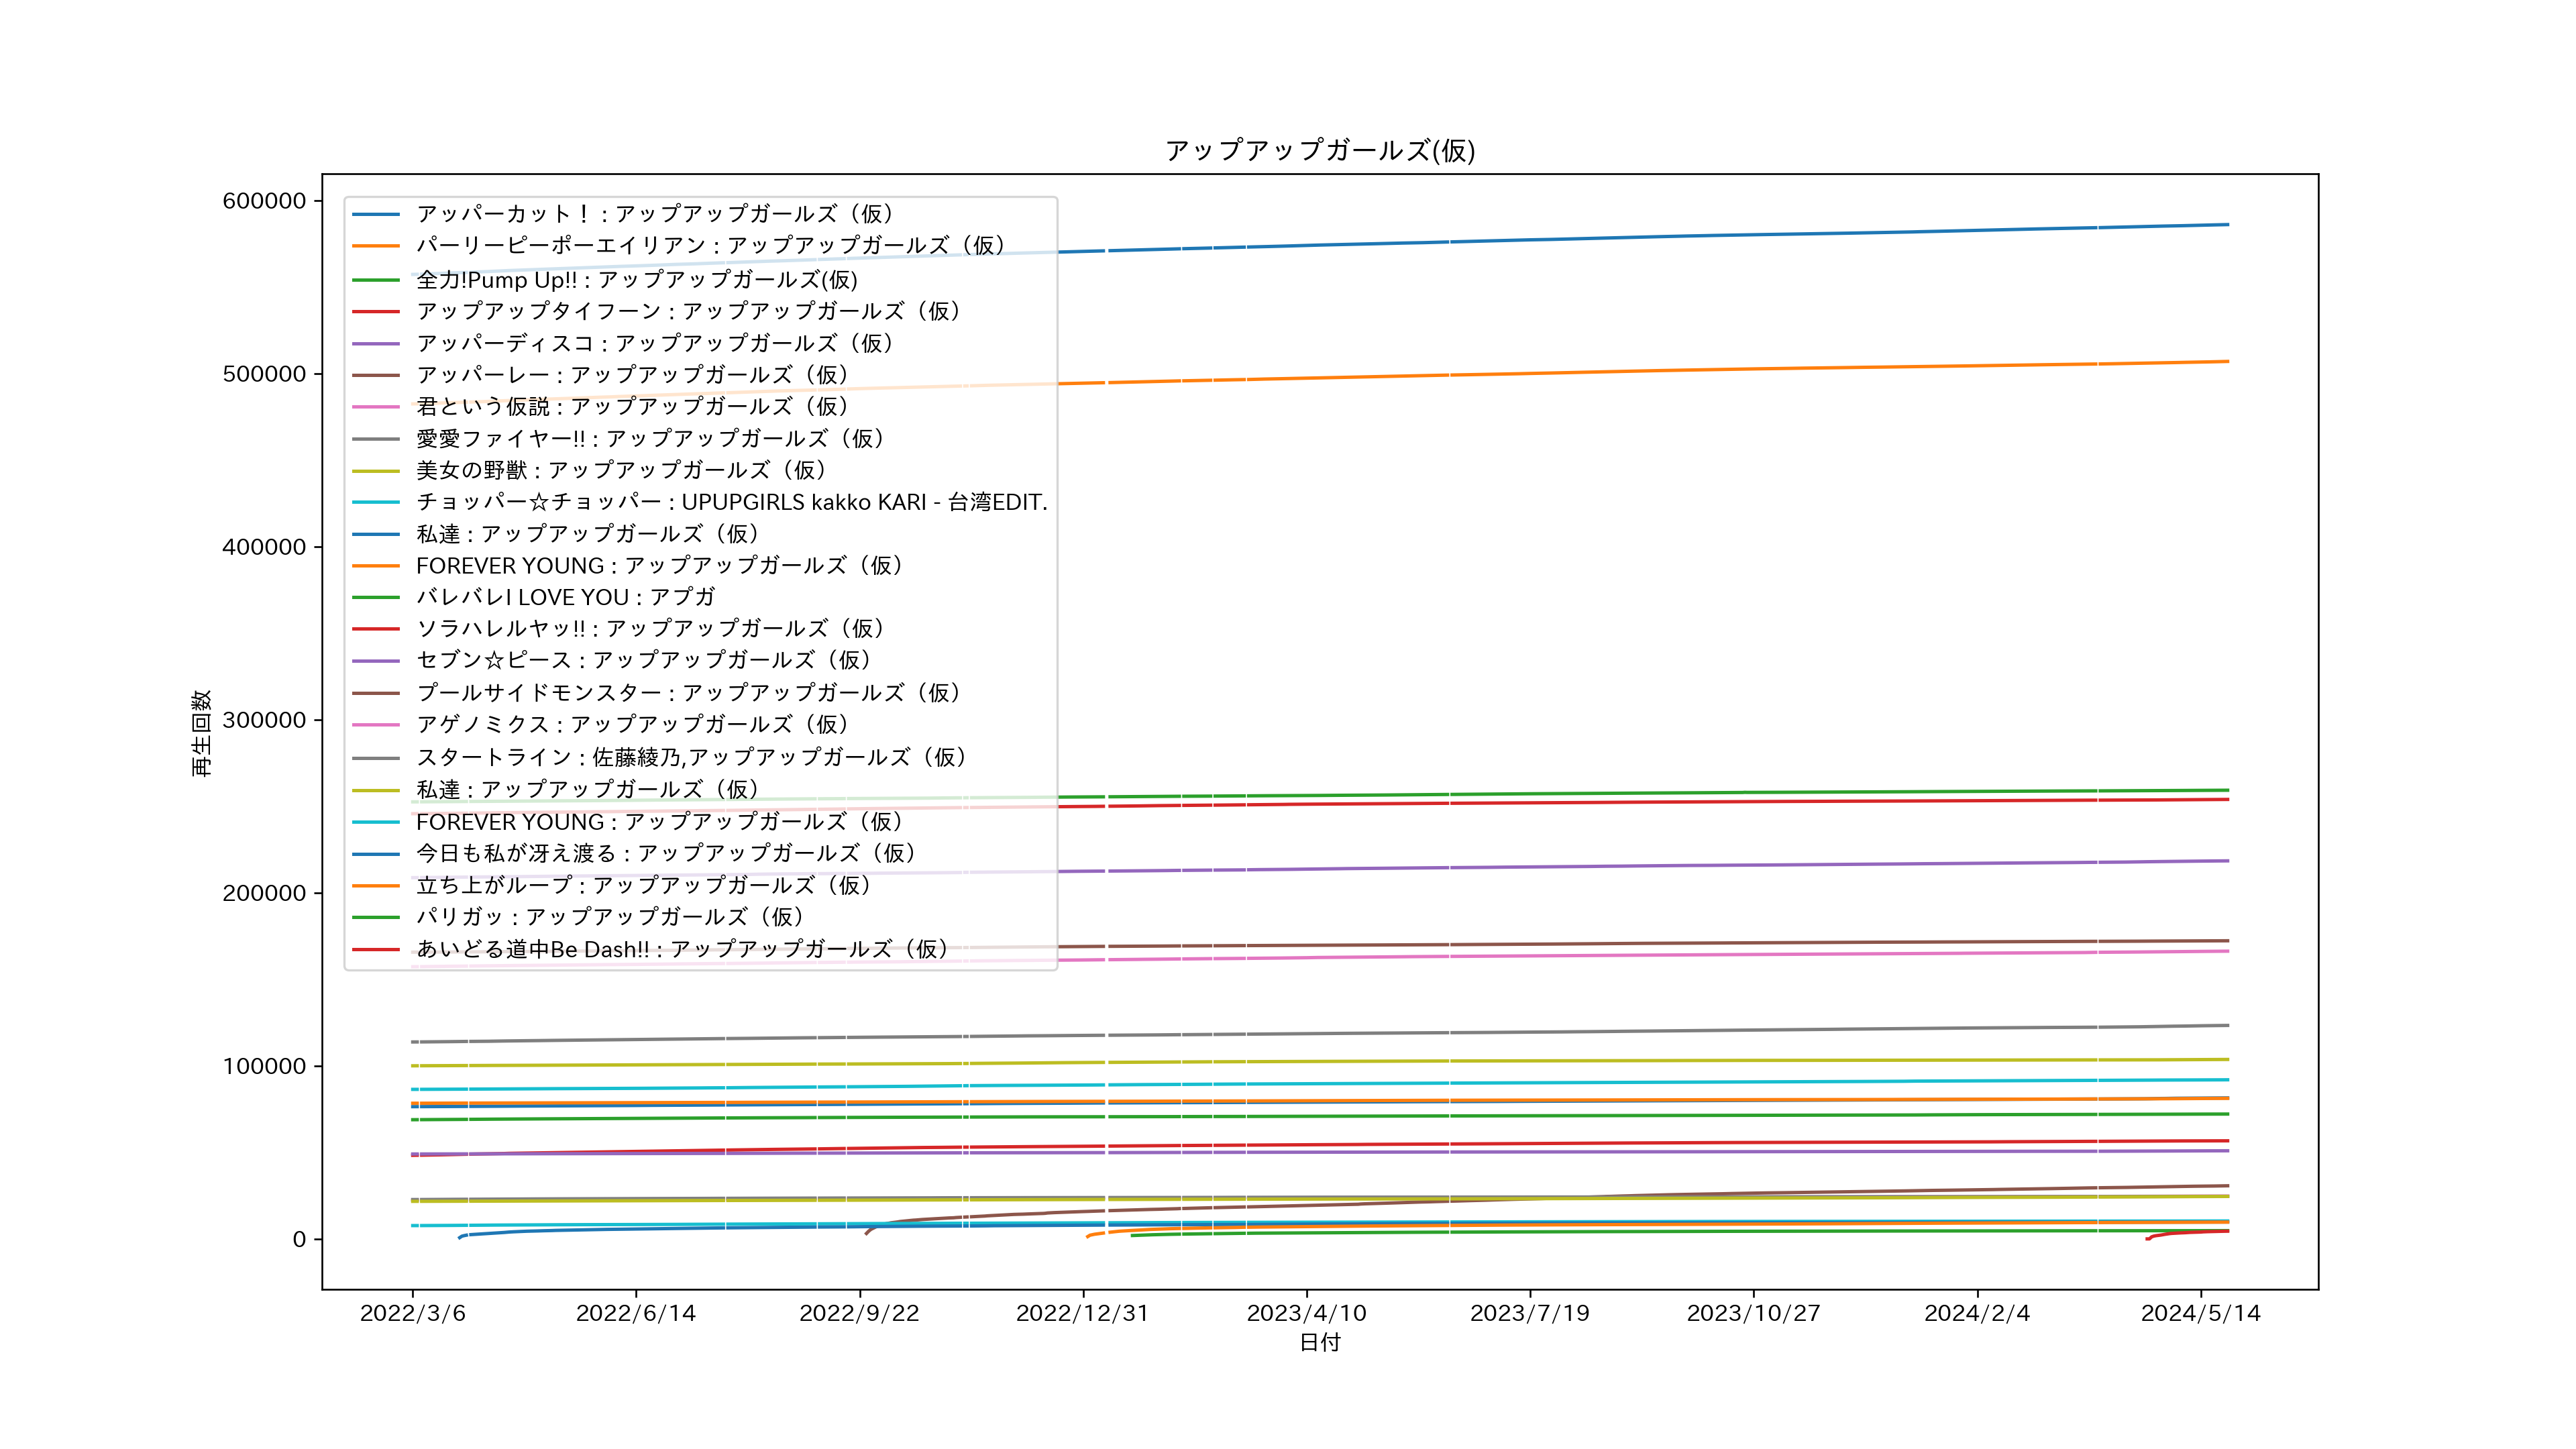 アップアップガールズ(仮)
600000
500000
400000
300000
200000
100000
0
再生回数
アッパーカット！ : アップアップガールズ（仮）
パーリーピーポーエイリアン : アップアップガールズ（仮）
全力!Pump Up!! : アップアップガールズ(仮)
アップアップタイフーン : アップアップガールズ（仮）
アッパーディスコ : アップアップガールズ（仮）
アッパーレー : アップアップガールズ（仮）
君という仮説 : アップアップガールズ（仮）
愛愛ファイヤー!! : アップアップガールズ（仮）
美女の野獣 : アップアップガールズ（仮）
チョッパー☆チョッパー : UPUPGIRLS kakko KARI - 台湾EDIT.
私達 : アップアップガールズ（仮）
FOREVER YOUNG : アップアップガールズ（仮）
バレバレI LOVE YOU : アプガ
ソラハレルヤッ!! : アップアップガールズ（仮）
セブン☆ピース : アップアップガールズ（仮）
プールサイドモンスター : アップアップガールズ（仮）
アゲノミクス : アップアップガールズ（仮）
スタートライン : 佐藤綾乃,アップアップガールズ（仮）
私達 : アップアップガールズ（仮）
FOREVER YOUNG : アップアップガールズ（仮）
今日も私が冴え渡る : アップアップガールズ（仮）
立ち上がループ : アップアップガールズ（仮）
パリガッ : アップアップガールズ（仮）
あいどる道中Be Dash!! : アップアップガールズ（仮）
2022/3/6 2022/6/14 2022/9/22 2022/12/31 2023/4/10 2023/7/19 2023/10/27 2024/2/4 2024/5/14
日付